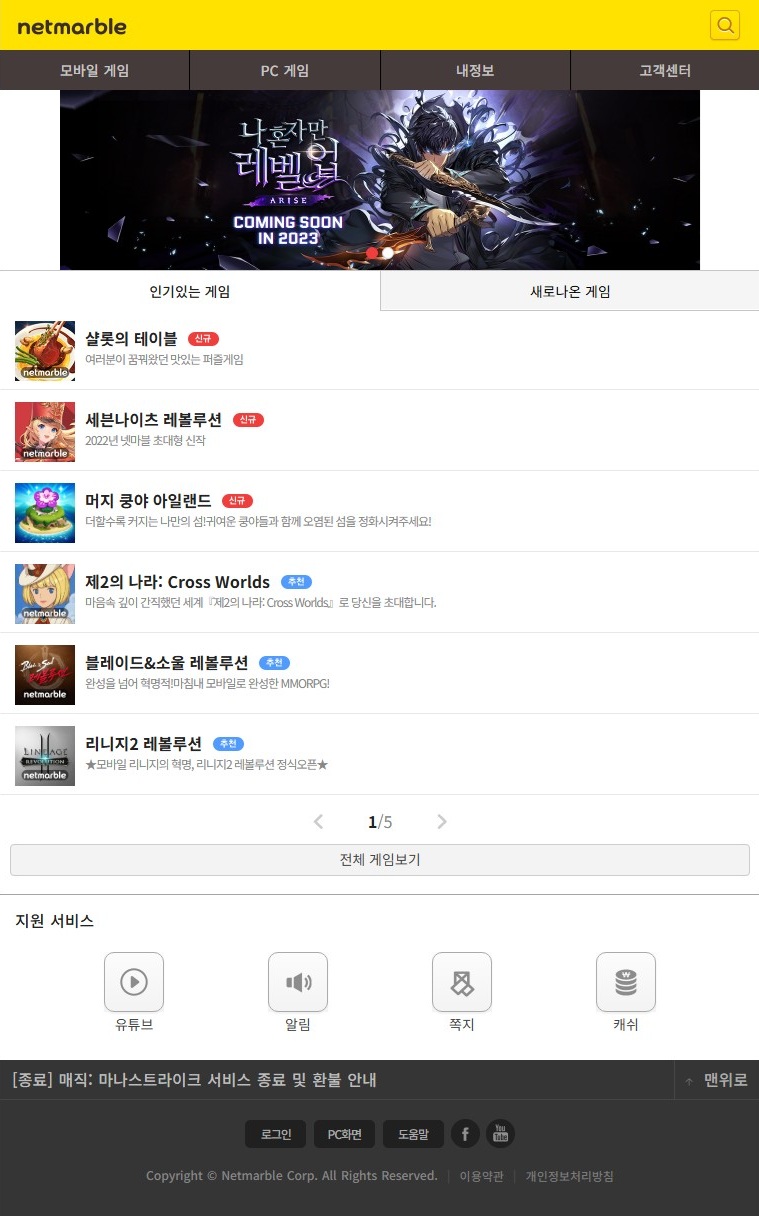 netmarble
모바일 게임
PC 게임
내정보
고객센터
나 혼자만
레벨업
ARISE
COMING SOON
IN 2023
인기있는 게임
새로나온 게임
netmarble
샬롯의 테이블 신규
여러분이 꿈꿔왔던 맛있는 퍼즐게임
netmarble
세븐나이츠 레볼루션 신규
2022년 넷마블 초대형 신작
머지 쿵야 아일랜드 신규
더할수록 커지는 나만의 섬!귀여운 쿵야들과 함께 오염된 섬을 정화시켜주세요!
netmarble
제2의 나라: Cross Worlds 추천
마음속 깊이 간직했던 세계『제2의 나라: Cross Worlds』로 당신을 초대합니다.
Blade & Soul
레볼루션
netmarble
블레이드&소울 레볼루션 추천
완성을 넘어 혁명적!마침내 모바일로 완성한 MMORPG!
LINEAGE
REVOLUTION
netmarble
리니지2 레볼루션 추천
★모바일 리니지의 혁명, 리니지2 레볼루션 정식오픈★
1/5
전체 게임보기
지원 서비스
유튜브
알림
쪽지
캐쉬
[종료] 매직: 마나스트라이크 서비스 종료 및 환불 안내
맨위로
로그인
PC화면
도움말
f
You
Tube
Copyright © Netmarble Corp. All Rights Reserved. | 이용약관 | 개인정보처리방침